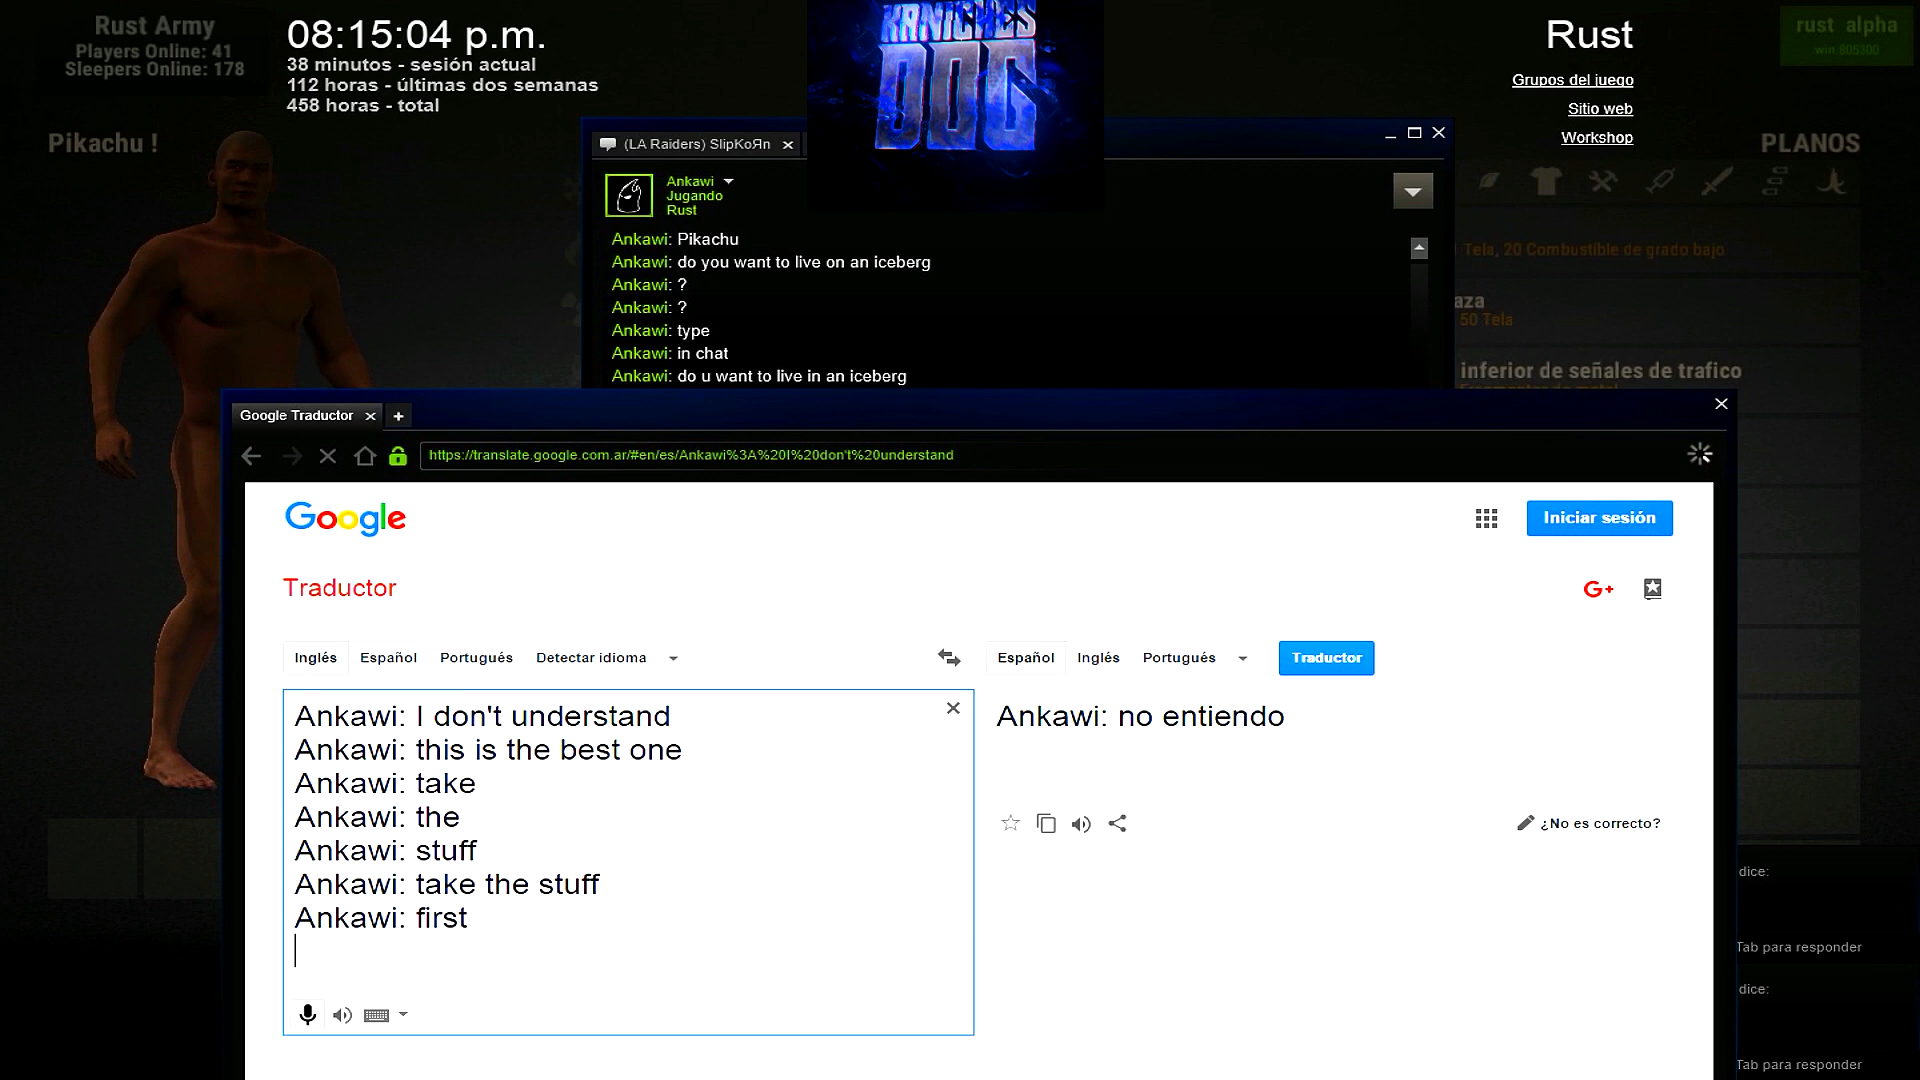 Rust Army
Players Online: 41
Sleepers Online: 178
08:15:04 p.m.
38 minutos - sesión actual
112 horas - últimas dos semanas
458 horas - total
KANICHES
DOG
Rust
Grupos del juego
Sitio web
Workshop
rust alpha
win 905300
Pikachu !
PLANOS
(LA Raiders) SlipKoЯn
Ankawi
Jugando
Rust
Ankawi: Pikachu
Ankawi: do you want to live on an iceberg
Ankawi: ?
Ankawi: ?
Ankawi: type
Ankawi: in chat
Ankawi: do u want to live in an iceberg
Tela, 20 Combustible de grado bajo
50 Tela
inferior de señales de trafico
Google Traductor
https://translate.google.com.ar/#en/es/Ankawi%3A%20I%20don't%20understand
Google
Iniciar sesión
Traductor
G+
Inglés Español Português Detectar idioma
Español Inglés Português Traductor
Ankawi: I don't understand
Ankawi: this is the best one
Ankawi: take
Ankawi: the
Ankawi: stuff
Ankawi: take the stuff
Ankawi: first
Ankawi: no entiendo
¿No es correcto?
dice:
Tab para responder
dice:
Tab para responder